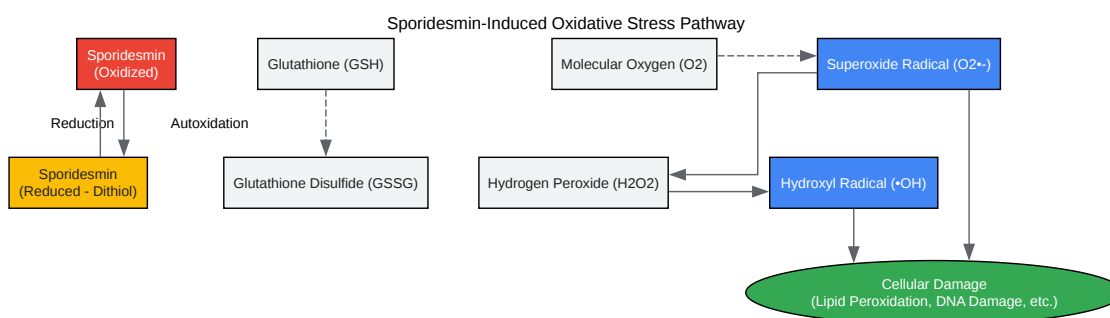 Sporidesmin-Induced Oxidative Stress Pathway
Sporidesmin
(Oxidized)
Glutathione (GSH)
Molecular Oxygen (O2)
Superoxide Radical (O2•-)
Reduction
Autoxidation
Sporidesmin
(Reduced - Dithiol)
Glutathione Disulfide (GSSG)
Hydrogen Peroxide (H2O2)
Hydroxyl Radical (•OH)
Cellular Damage
(Lipid Peroxidation, DNA Damage, etc.)